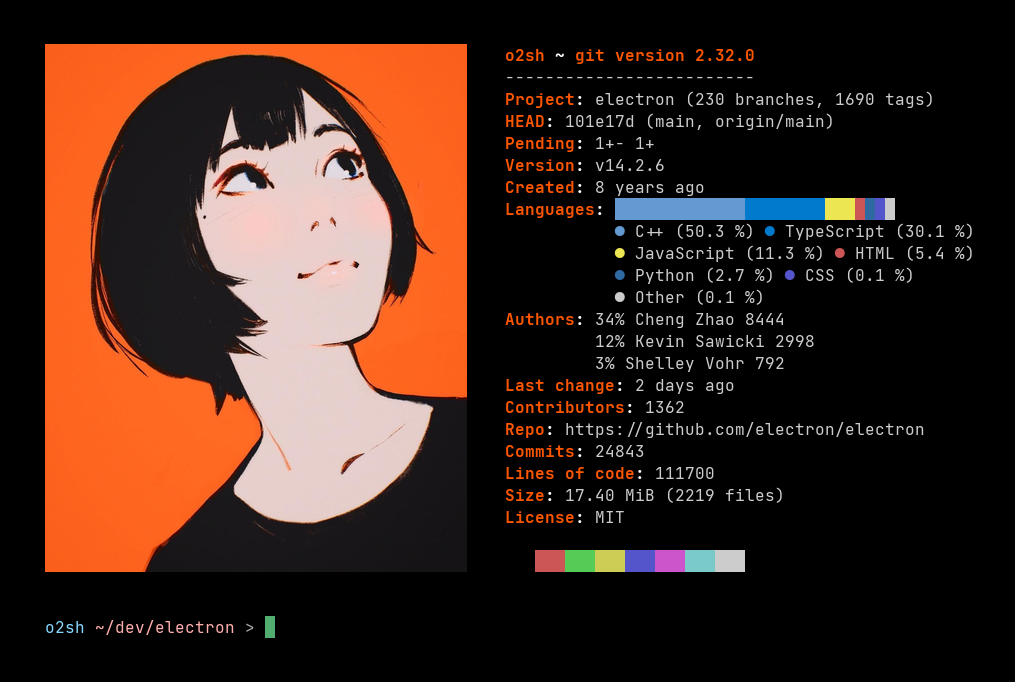 o2sh ~ git version 2.32.0
-------------------------
Project: electron (230 branches, 1690 tags)
HEAD: 101e17d (main, origin/main)
Pending: 1+- 1+
Version: v14.2.6
Created: 8 years ago
Languages:
● C++ (50.3 %) ● TypeScript (30.1 %)
● JavaScript (11.3 %) ● HTML (5.4 %)
● Python (2.7 %) ● CSS (0.1 %)
● Other (0.1 %)
Authors: 34% Cheng Zhao 8444
12% Kevin Sawicki 2998
3% Shelley Vohr 792
Last change: 2 days ago
Contributors: 1362
Repo: https://github.com/electron/electron
Commits: 24843
Lines of code: 111700
Size: 17.40 MiB (2219 files)
License: MIT
o2sh ~/dev/electron >